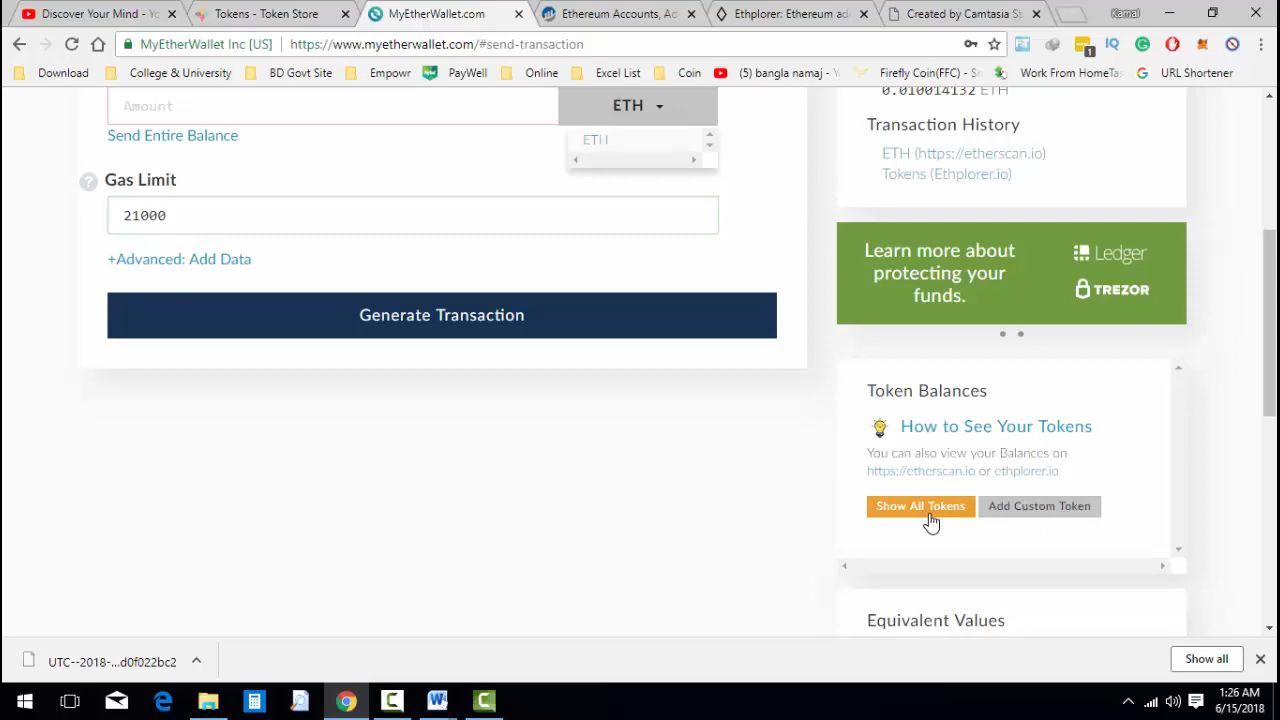 Discover Your Mind - Yo
Tokens - Token Store
MyEtherWallet.com
Ethereum Accounts, Ad
Ethplorer: Ethereum ad
Created by Camtasia St
Kamal
MyEtherWallet Inc [US]
https://www.myetherwallet.com/#send-transaction
1
Download
College & University
BD Govt Site
Empowr
PayWell
Online
Excel List
Coin
(5) bangla namaj - Y
Firefly Coin(FFC) - S
Work From HomeTa
URL Shortener
Amount
ETH
Send Entire Balance
ETH
? Gas Limit
21000
+Advanced: Add Data
Generate Transaction
0.010014132 ETH
Transaction History
ETH (https://etherscan.io)
Tokens (Ethplorer.io)
Learn more about
protecting your
funds.
Ledger
TREZOR
Token Balances
How to See Your Tokens
You can also view your Balances on
https://etherscan.io or ethplorer.io
Show All Tokens
Add Custom Token
Equivalent Values
UTC--2018-...d0f022bc2
Show all
1:26 AM
6/15/2018